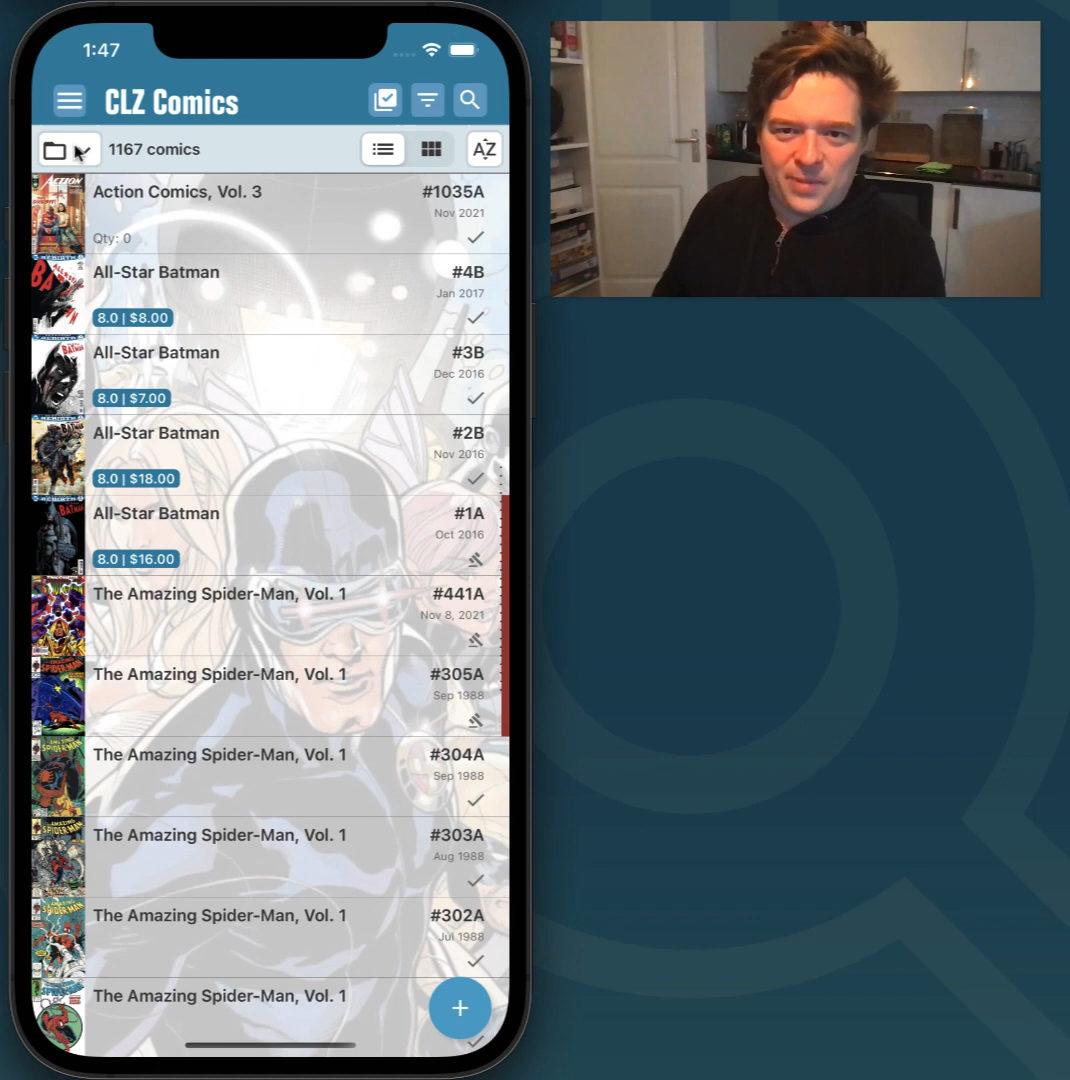 1:47
CLZ Comics
1167 comics
AZ
Action Comics, Vol. 3
#1035A
Nov 2021
Qty: 0
All-Star Batman
#4B
Jan 2017
8.0 | $8.00
All-Star Batman
#3B
Dec 2016
8.0 | $7.00
All-Star Batman
#2B
Nov 2016
8.0 | $18.00
All-Star Batman
#1A
Oct 2016
8.0 | $16.00
The Amazing Spider-Man, Vol. 1
#441A
Nov 8, 2021
The Amazing Spider-Man, Vol. 1
#305A
Sep 1988
The Amazing Spider-Man, Vol. 1
#304A
Sep 1988
The Amazing Spider-Man, Vol. 1
#303A
Aug 1988
The Amazing Spider-Man, Vol. 1
#302A
Jul 1988
The Amazing Spider-Man, Vol. 1